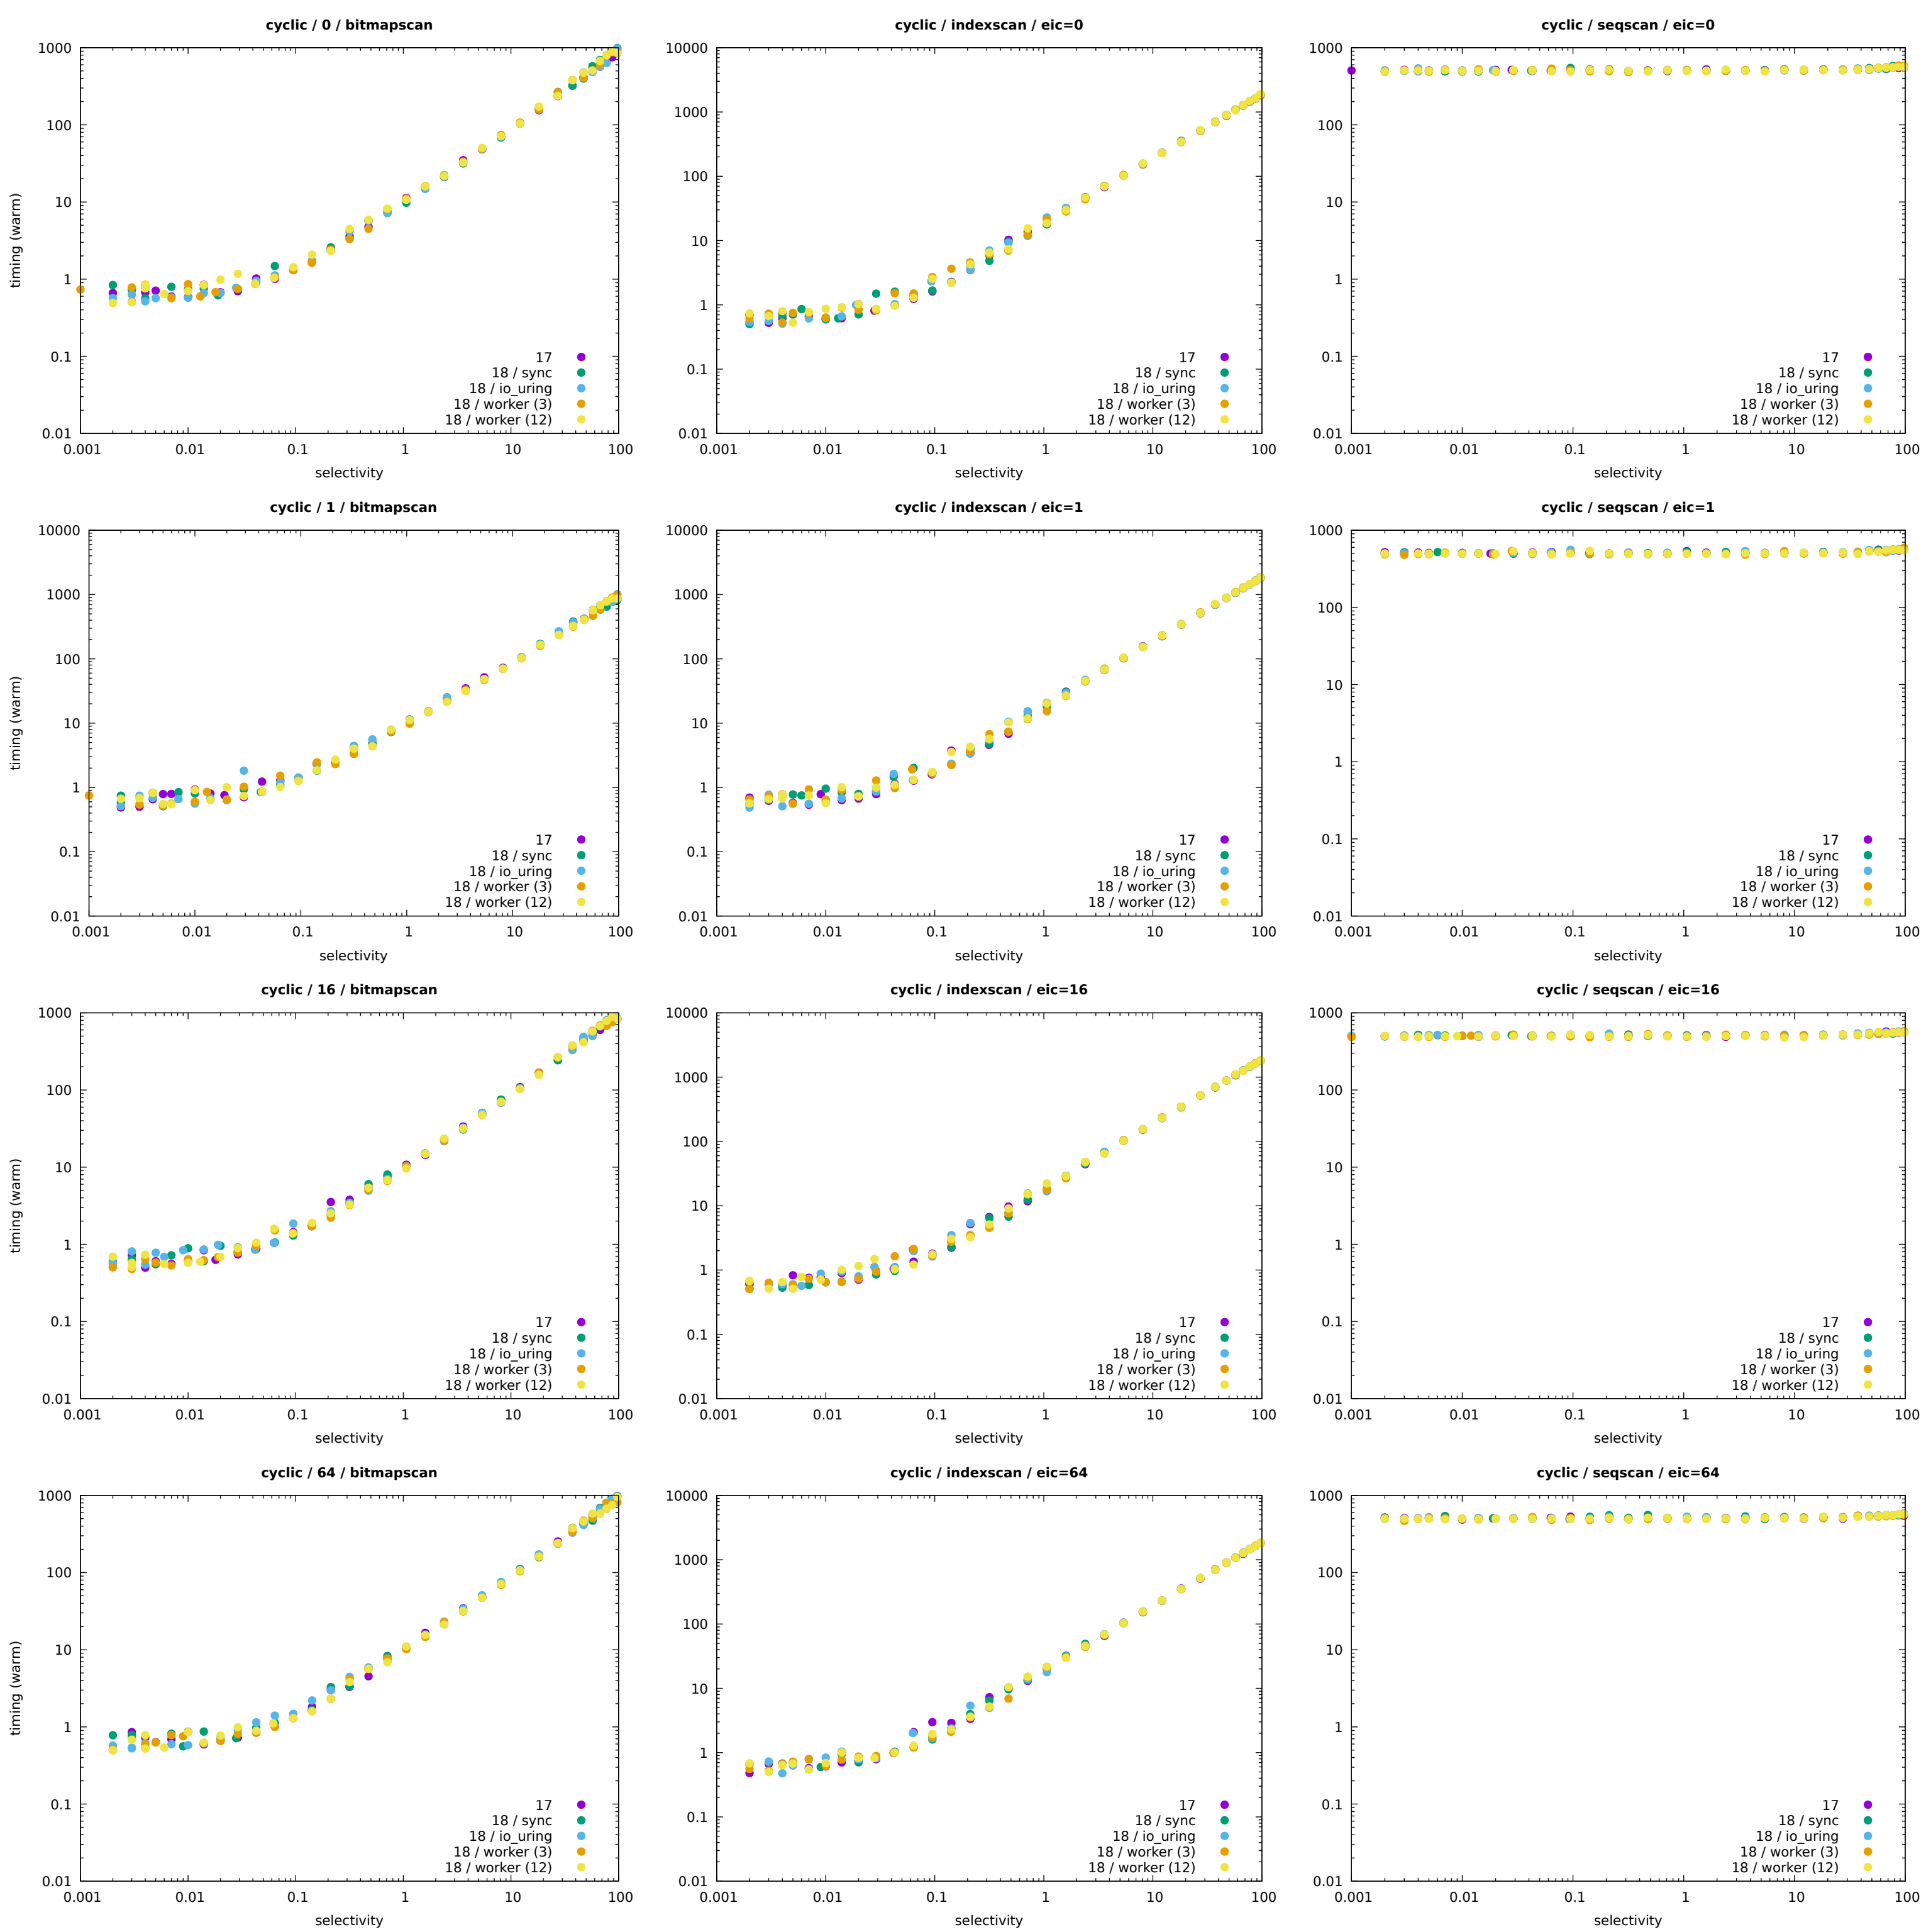 cyclic / 0 / bitmapscan
timing (warm)
1000
100
10
1
0.1
0.01
17
18 / sync
18 / io_uring
18 / worker (3)
18 / worker (12)
0.001 0.01 0.1 1 10 100
selectivity
cyclic / indexscan / eic=0
10000
1000
100
10
1
0.1
0.01
17
18 / sync
18 / io_uring
18 / worker (3)
18 / worker (12)
0.001 0.01 0.1 1 10 100
selectivity
cyclic / seqscan / eic=0
1000
100
10
1
0.1
0.01
17
18 / sync
18 / io_uring
18 / worker (3)
18 / worker (12)
0.001 0.01 0.1 1 10 100
selectivity
cyclic / 1 / bitmapscan
timing (warm)
10000
1000
100
10
1
0.1
0.01
17
18 / sync
18 / io_uring
18 / worker (3)
18 / worker (12)
0.001 0.01 0.1 1 10 100
selectivity
cyclic / indexscan / eic=1
10000
1000
100
10
1
0.1
0.01
17
18 / sync
18 / io_uring
18 / worker (3)
18 / worker (12)
0.001 0.01 0.1 1 10 100
selectivity
cyclic / seqscan / eic=1
1000
100
10
1
0.1
0.01
17
18 / sync
18 / io_uring
18 / worker (3)
18 / worker (12)
0.001 0.01 0.1 1 10 100
selectivity
cyclic / 16 / bitmapscan
timing (warm)
1000
100
10
1
0.1
0.01
17
18 / sync
18 / io_uring
18 / worker (3)
18 / worker (12)
0.001 0.01 0.1 1 10 100
selectivity
cyclic / indexscan / eic=16
10000
1000
100
10
1
0.1
0.01
17
18 / sync
18 / io_uring
18 / worker (3)
18 / worker (12)
0.001 0.01 0.1 1 10 100
selectivity
cyclic / seqscan / eic=16
1000
100
10
1
0.1
0.01
17
18 / sync
18 / io_uring
18 / worker (3)
18 / worker (12)
0.001 0.01 0.1 1 10 100
selectivity
cyclic / 64 / bitmapscan
timing (warm)
1000
100
10
1
0.1
0.01
17
18 / sync
18 / io_uring
18 / worker (3)
18 / worker (12)
0.001 0.01 0.1 1 10 100
selectivity
cyclic / indexscan / eic=64
10000
1000
100
10
1
0.1
0.01
17
18 / sync
18 / io_uring
18 / worker (3)
18 / worker (12)
0.001 0.01 0.1 1 10 100
selectivity
cyclic / seqscan / eic=64
1000
100
10
1
0.1
0.01
17
18 / sync
18 / io_uring
18 / worker (3)
18 / worker (12)
0.001 0.01 0.1 1 10 100
selectivity